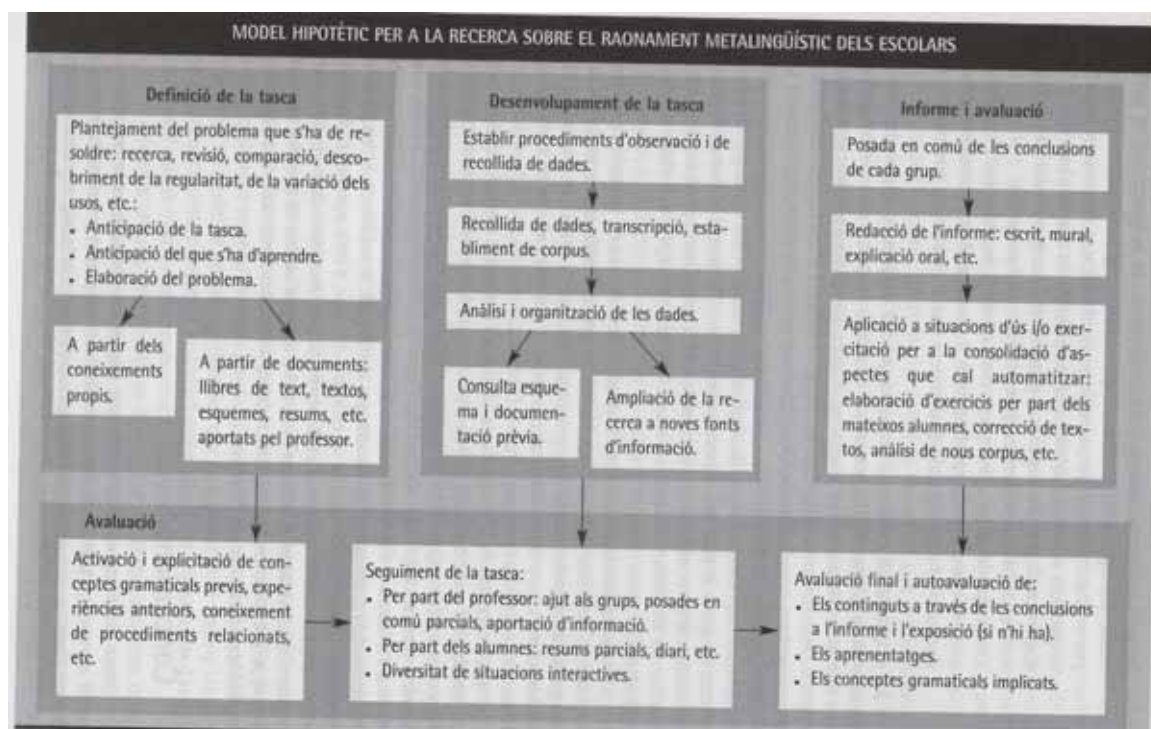 MODEL HIPOTÈTIC PER A LA RECERCA SOBRE EL RAONAMENT METALINGÜÍSTIC DELS ESCOLARS
Definició de la tasca
Plantejament del problema que s'ha de re-
soldre: recerca, revisió, comparació, desco-
briment de la regularitat, de la variació dels
usos, etc.:
• Anticipació de la tasca.
• Anticipació del que s'ha d'aprendre.
• Elaboració del problema.
A partir dels
coneixements
propis.
A partir de documents:
llibres de text, textos,
esquemes, resums, etc.
aportats pel professor.
Desenvolupament de la tasca
Establir procediments d'observació i de
recollida de dades.
Recollida de dades, transcripció, esta-
bliment de corpus.
Anàlisi i organització de les dades.
Consulta esque-
ma i documen-
tació prèvia.
Ampliació de la re-
cerca a noves fonts
d'informació.
Informe i avaluació
Posada en comú de les conclusions
de cada grup.
Redacció de l'informe: escrit, mural,
explicació oral, etc.
Aplicació a situacions d'ús i/o exer-
citació per a la consolidació d'as-
pectes que cal automatitzar:
elaboració d'exercicis per part dels
mateixos alumnes, correcció de tex-
tos, anàlisi de nous corpus, etc.
Avaluació
Activació i explicitació de con-
ceptes gramaticals previs, expe-
riències anteriors, coneixement
de procediments relacionats,
etc.
Seguiment de la tasca:
• Per part del professor: ajut als grups, posades en
comú parcials, aportació d'informació.
• Per part dels alumnes: resums parcials, diari, etc.
• Diversitat de situacions interactives.
Avaluació final i autoavaluació de:
• Els continguts a través de les conclusions
a l'informe i l'exposició (si n'hi ha).
• Els aprenentatges.
• Els conceptes gramaticals implicats.